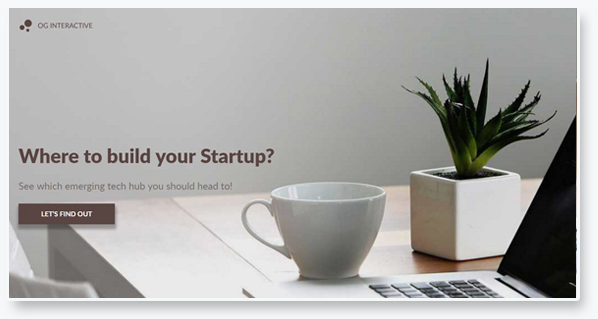 OG INTERACTIVE
Where to build your Startup?
See which emerging tech hub you should head to!
LET'S FIND OUT